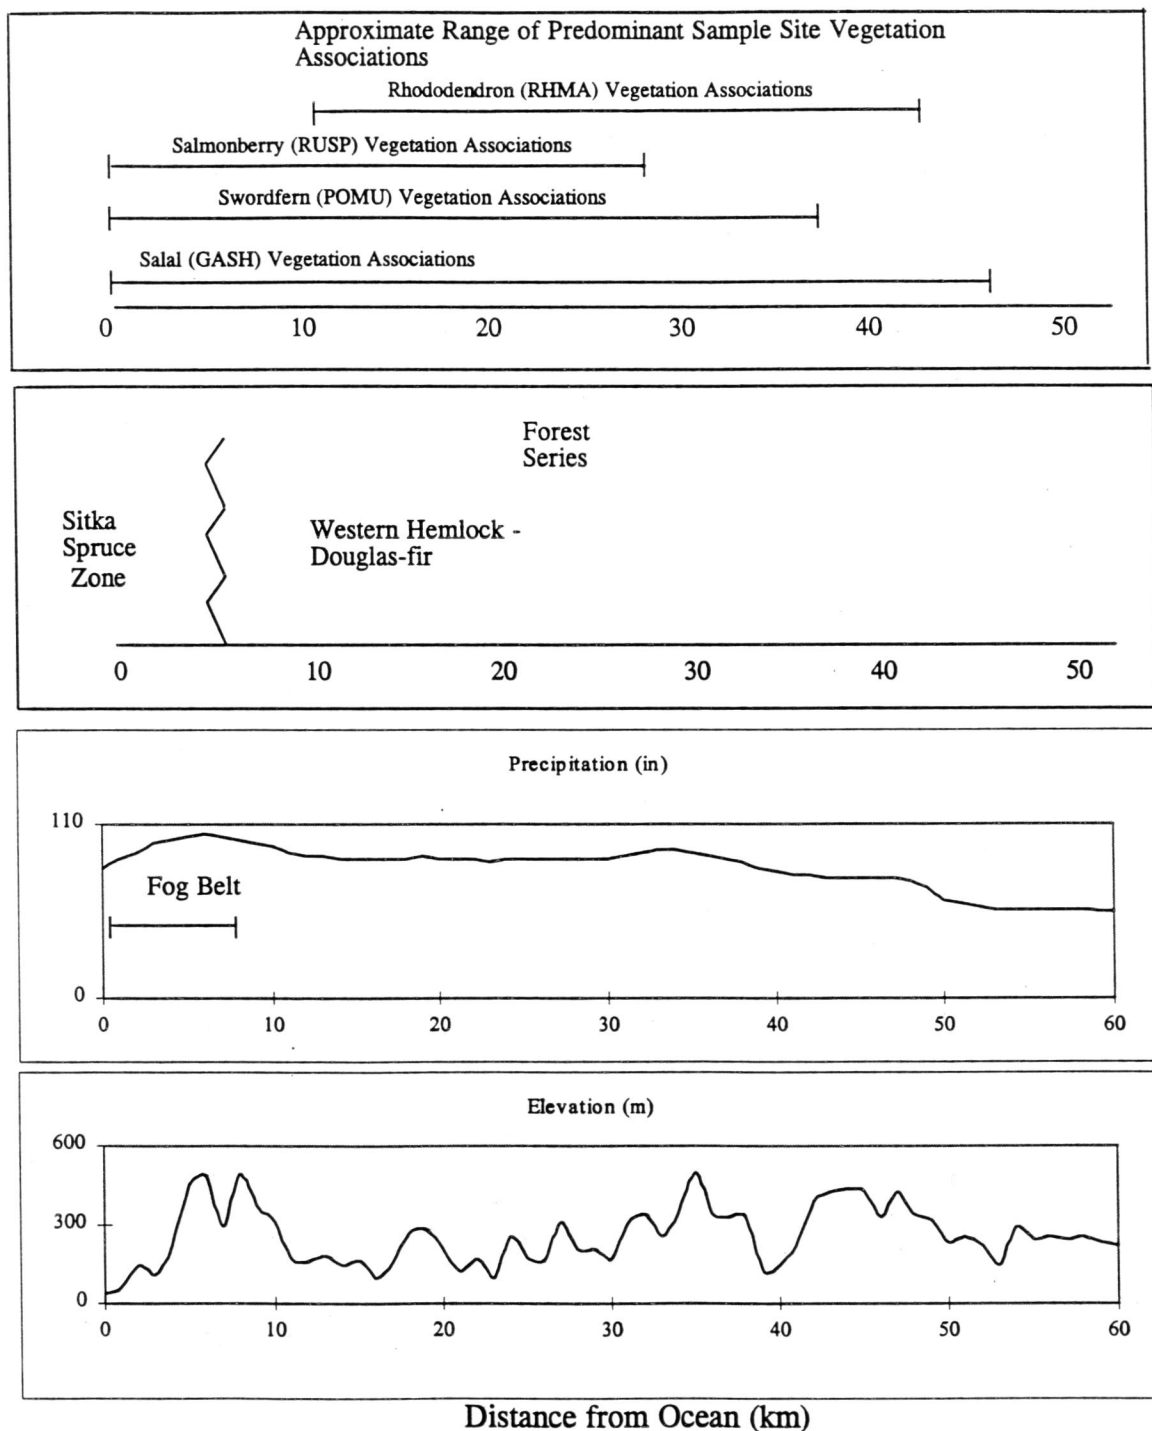 Approximate Range of Predominant Sample Site Vegetation
Associations
Rhododendron (RHMA) Vegetation Associations
Salmonberry (RUSP) Vegetation Associations
Swordfern (POMU) Vegetation Associations
Salal (GASH) Vegetation Associations
0 10 20 30 40 50
Forest
Series
Sitka
Spruce
Zone
Western Hemlock -
Douglas-fir
0 10 20 30 40 50
Precipitation (in)
110
Fog Belt
0
0 10 20 30 40 50 60
Elevation (m)
600
300
0
0 10 20 30 40 50 60
Distance from Ocean (km)